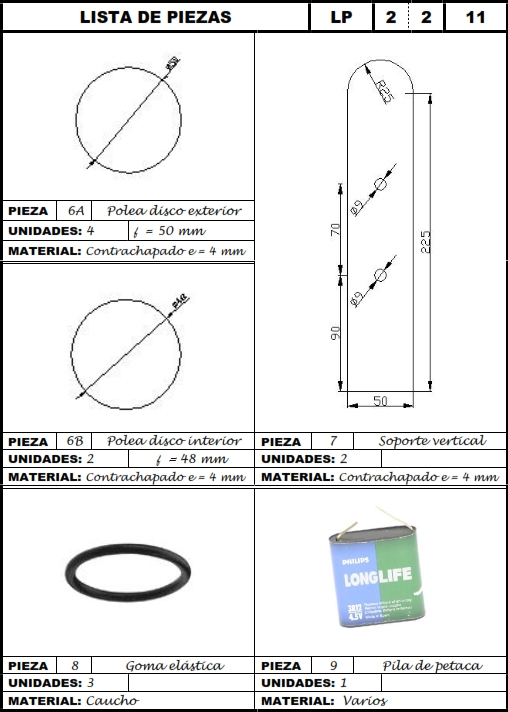 LISTA DE PIEZAS LP 2 2 11
R25
Ø9
70
225
Ø9
90
50
PIEZA 6A Polea disco exterior
UNIDADES: 4 f = 50 mm
MATERIAL: Contrachapado e = 4 mm
PIEZA 6B Polea disco interior
UNIDADES: 2 f = 48 mm
MATERIAL: Contrachapado e = 4 mm
PIEZA 7 Soporte vertical
UNIDADES: 2
MATERIAL: Contrachapado e = 4 mm
PHILIPS
LONGLIFE
3R12
4.5V
PIEZA 8 Goma elástica
UNIDADES: 3
MATERIAL: Caucho
PIEZA 9 Pila de petaca
UNIDADES: 1
MATERIAL: Varios